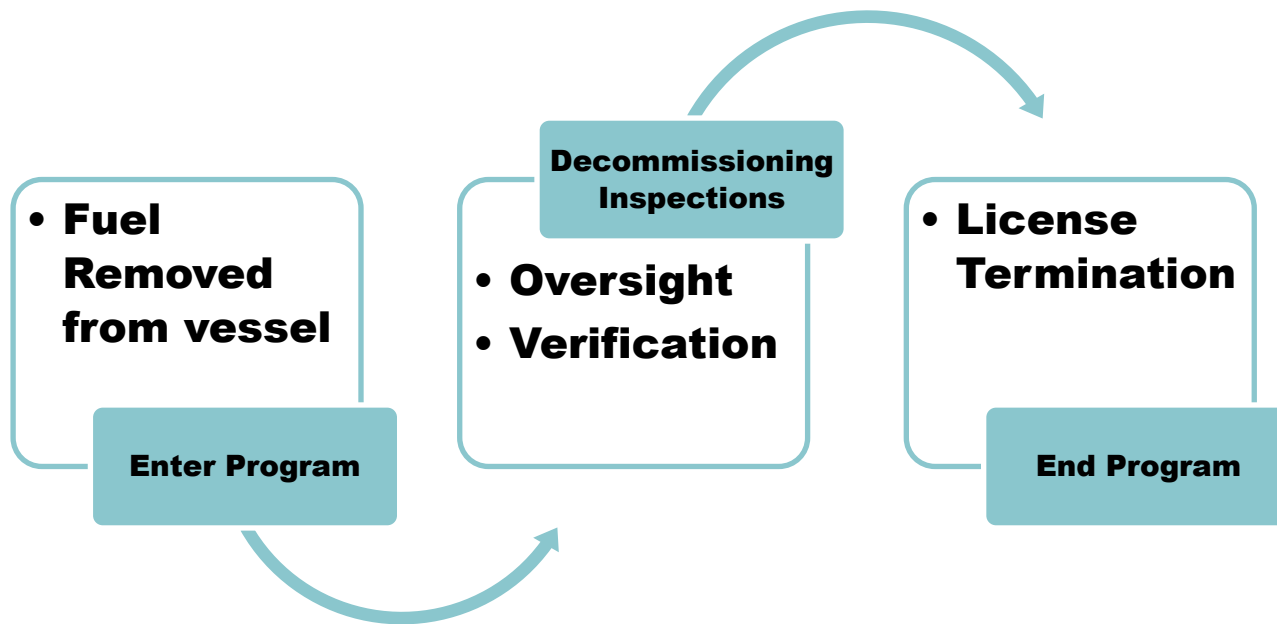 • Fuel
Removed
from vessel
Enter Program
Decommissioning
Inspections
• Oversight
• Verification
• License
Termination
End Program